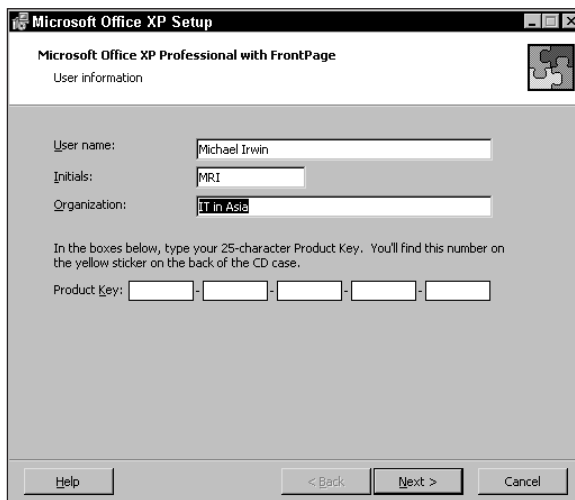 Microsoft Office XP Setup
Microsoft Office XP Professional with FrontPage
User information
User name: Michael Irwin
Initials: MRI
Organization: IT in Asia
In the boxes below, type your 25-character Product Key. You'll find this number on
the yellow sticker on the back of the CD case.
Product Key: - - - -
Help < Back Next > Cancel